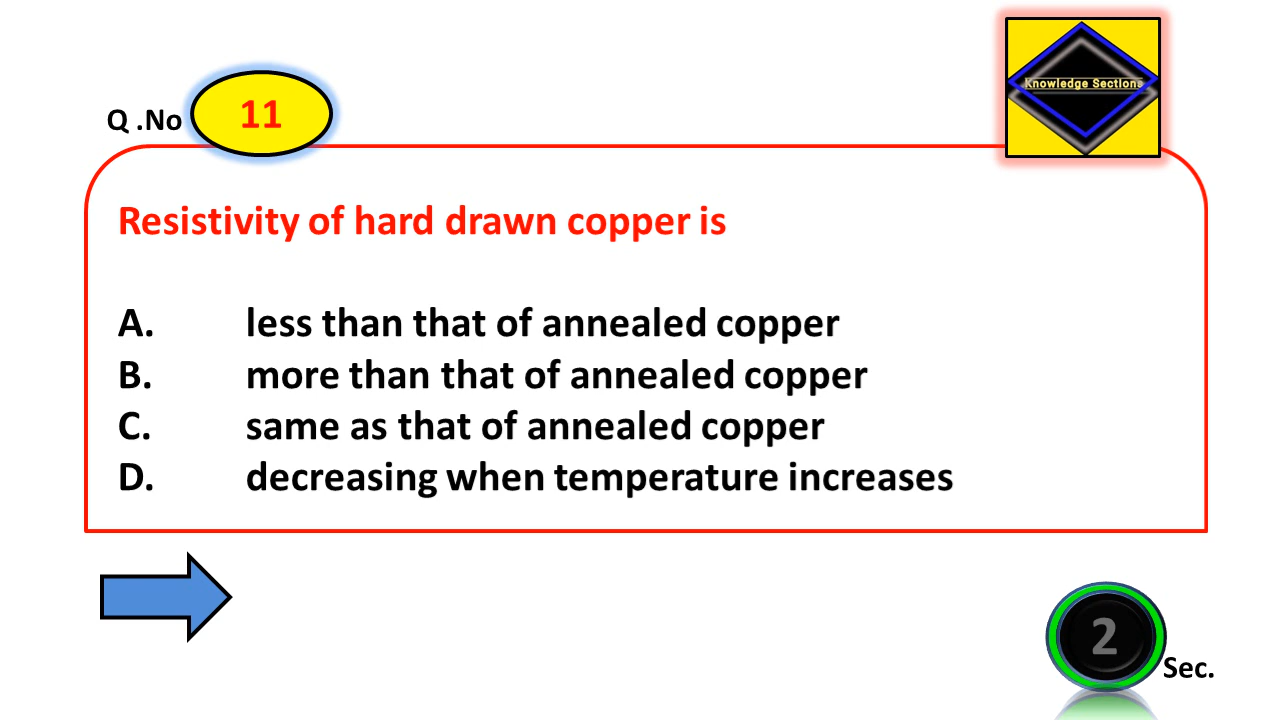 Q .No 11
Knowledge Sections
Resistivity of hard drawn copper is
A. less than that of annealed copper
B. more than that of annealed copper
C. same as that of annealed copper
D. decreasing when temperature increases
2
Sec.